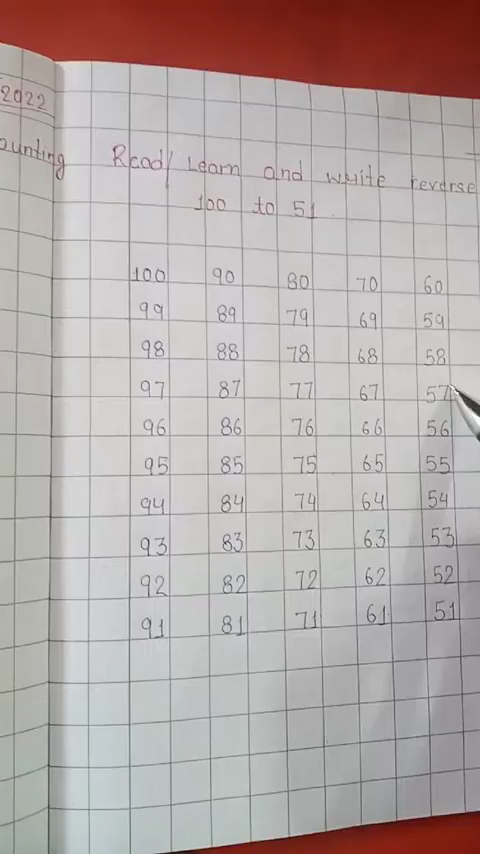 2022
ounting
Read/ Learn and write reverse
100 to 51
100 90 80 70 60
99 89 79 69 59
98 88 78 68 58
97 87 77 67 57
96 86 76 66 56
95 85 75 65 55
94 84 74 64 54
93 83 73 63 53
92 82 72 62 52
91 81 71 61 51